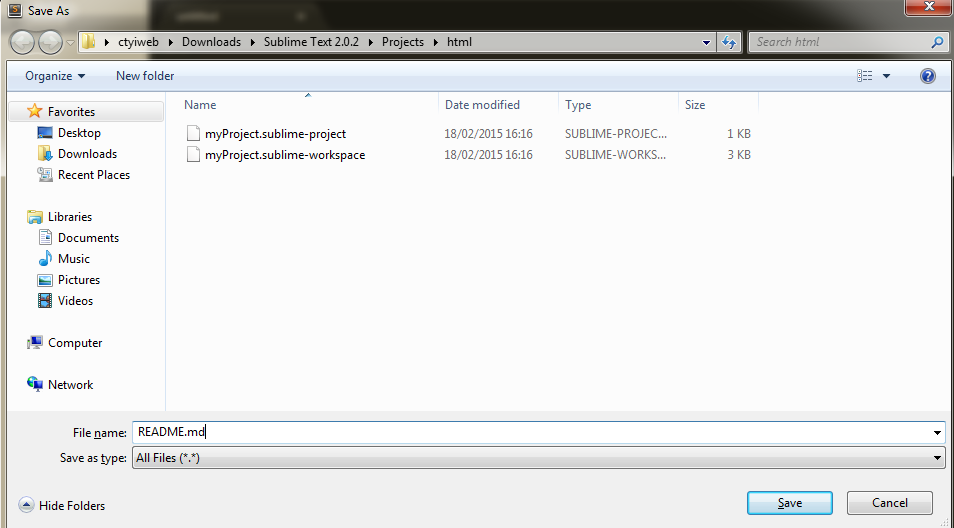 Save As
ctyiweb Downloads Sublime Text 2.0.2 Projects html Search html
Organize New folder
Name Date modified Type Size
Favorites
myProject.sublime-project 18/02/2015 16:16 SUBLIME-PROJEC... 1 KB
Desktop
myProject.sublime-workspace 18/02/2015 16:16 SUBLIME-WORKS... 3 KB
Downloads
Recent Places
Libraries
Documents
Music
Pictures
Videos
Computer
Network
File name: README.md
Save as type: All Files (*.*)
Hide Folders Save Cancel